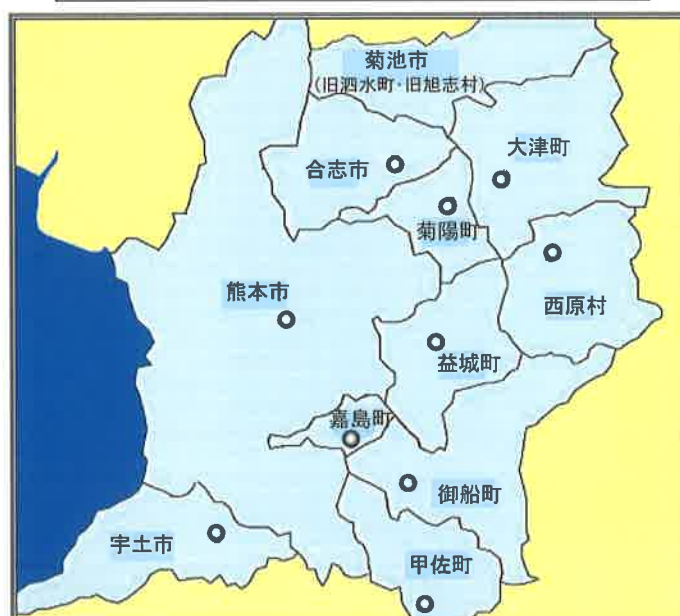 菊池市
(旧泗水町・旧旭志村)
大津町
合志市
菊陽町
熊本市
西原村
益城町
嘉島町
御船町
宇土市
甲佐町